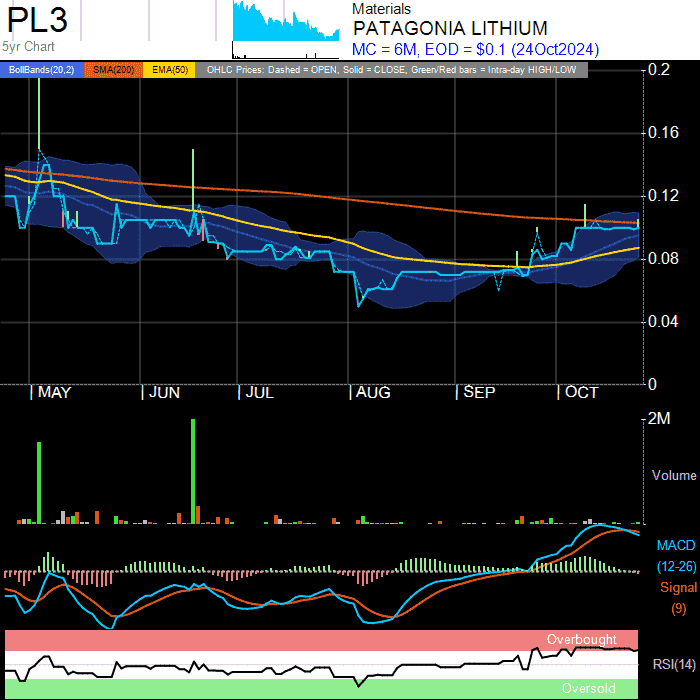 PL3
5yr Chart
Materials
PATAGONIA LITHIUM
MC = 6M, EOD = $0.1 (24Oct2024)
BollBands(20,2) SMA(200) EMA(50) OHLC Prices: Dashed = OPEN, Solid = CLOSE, Green/Red bars = Intra-day HIGH/LOW
0.2
0.16
0.12
0.08
0.04
0
MAY JUN JUL AUG SEP OCT
2M
Volume
MACD
(12-26)
Signal
(9)
Overbought
RSI(14)
Oversold